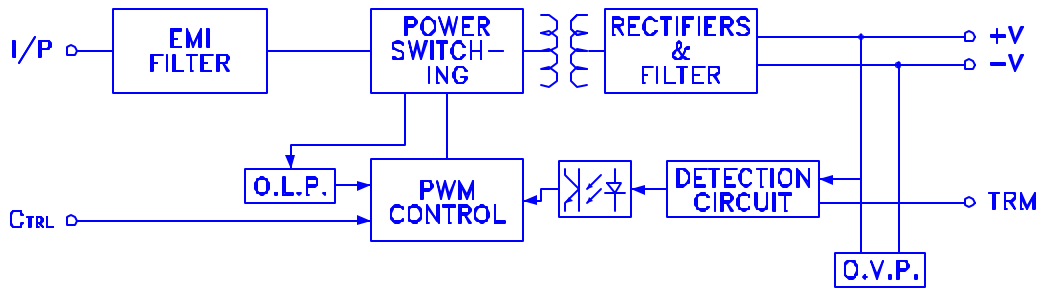 I/P
EMI
FILTER
POWER
SWITCH-
ING
RECTIFIERS
&
FILTER
+V
-V
O.L.P.
PWM
CONTROL
DETECTION
CIRCUIT
TRM
CTRL
O.V.P.